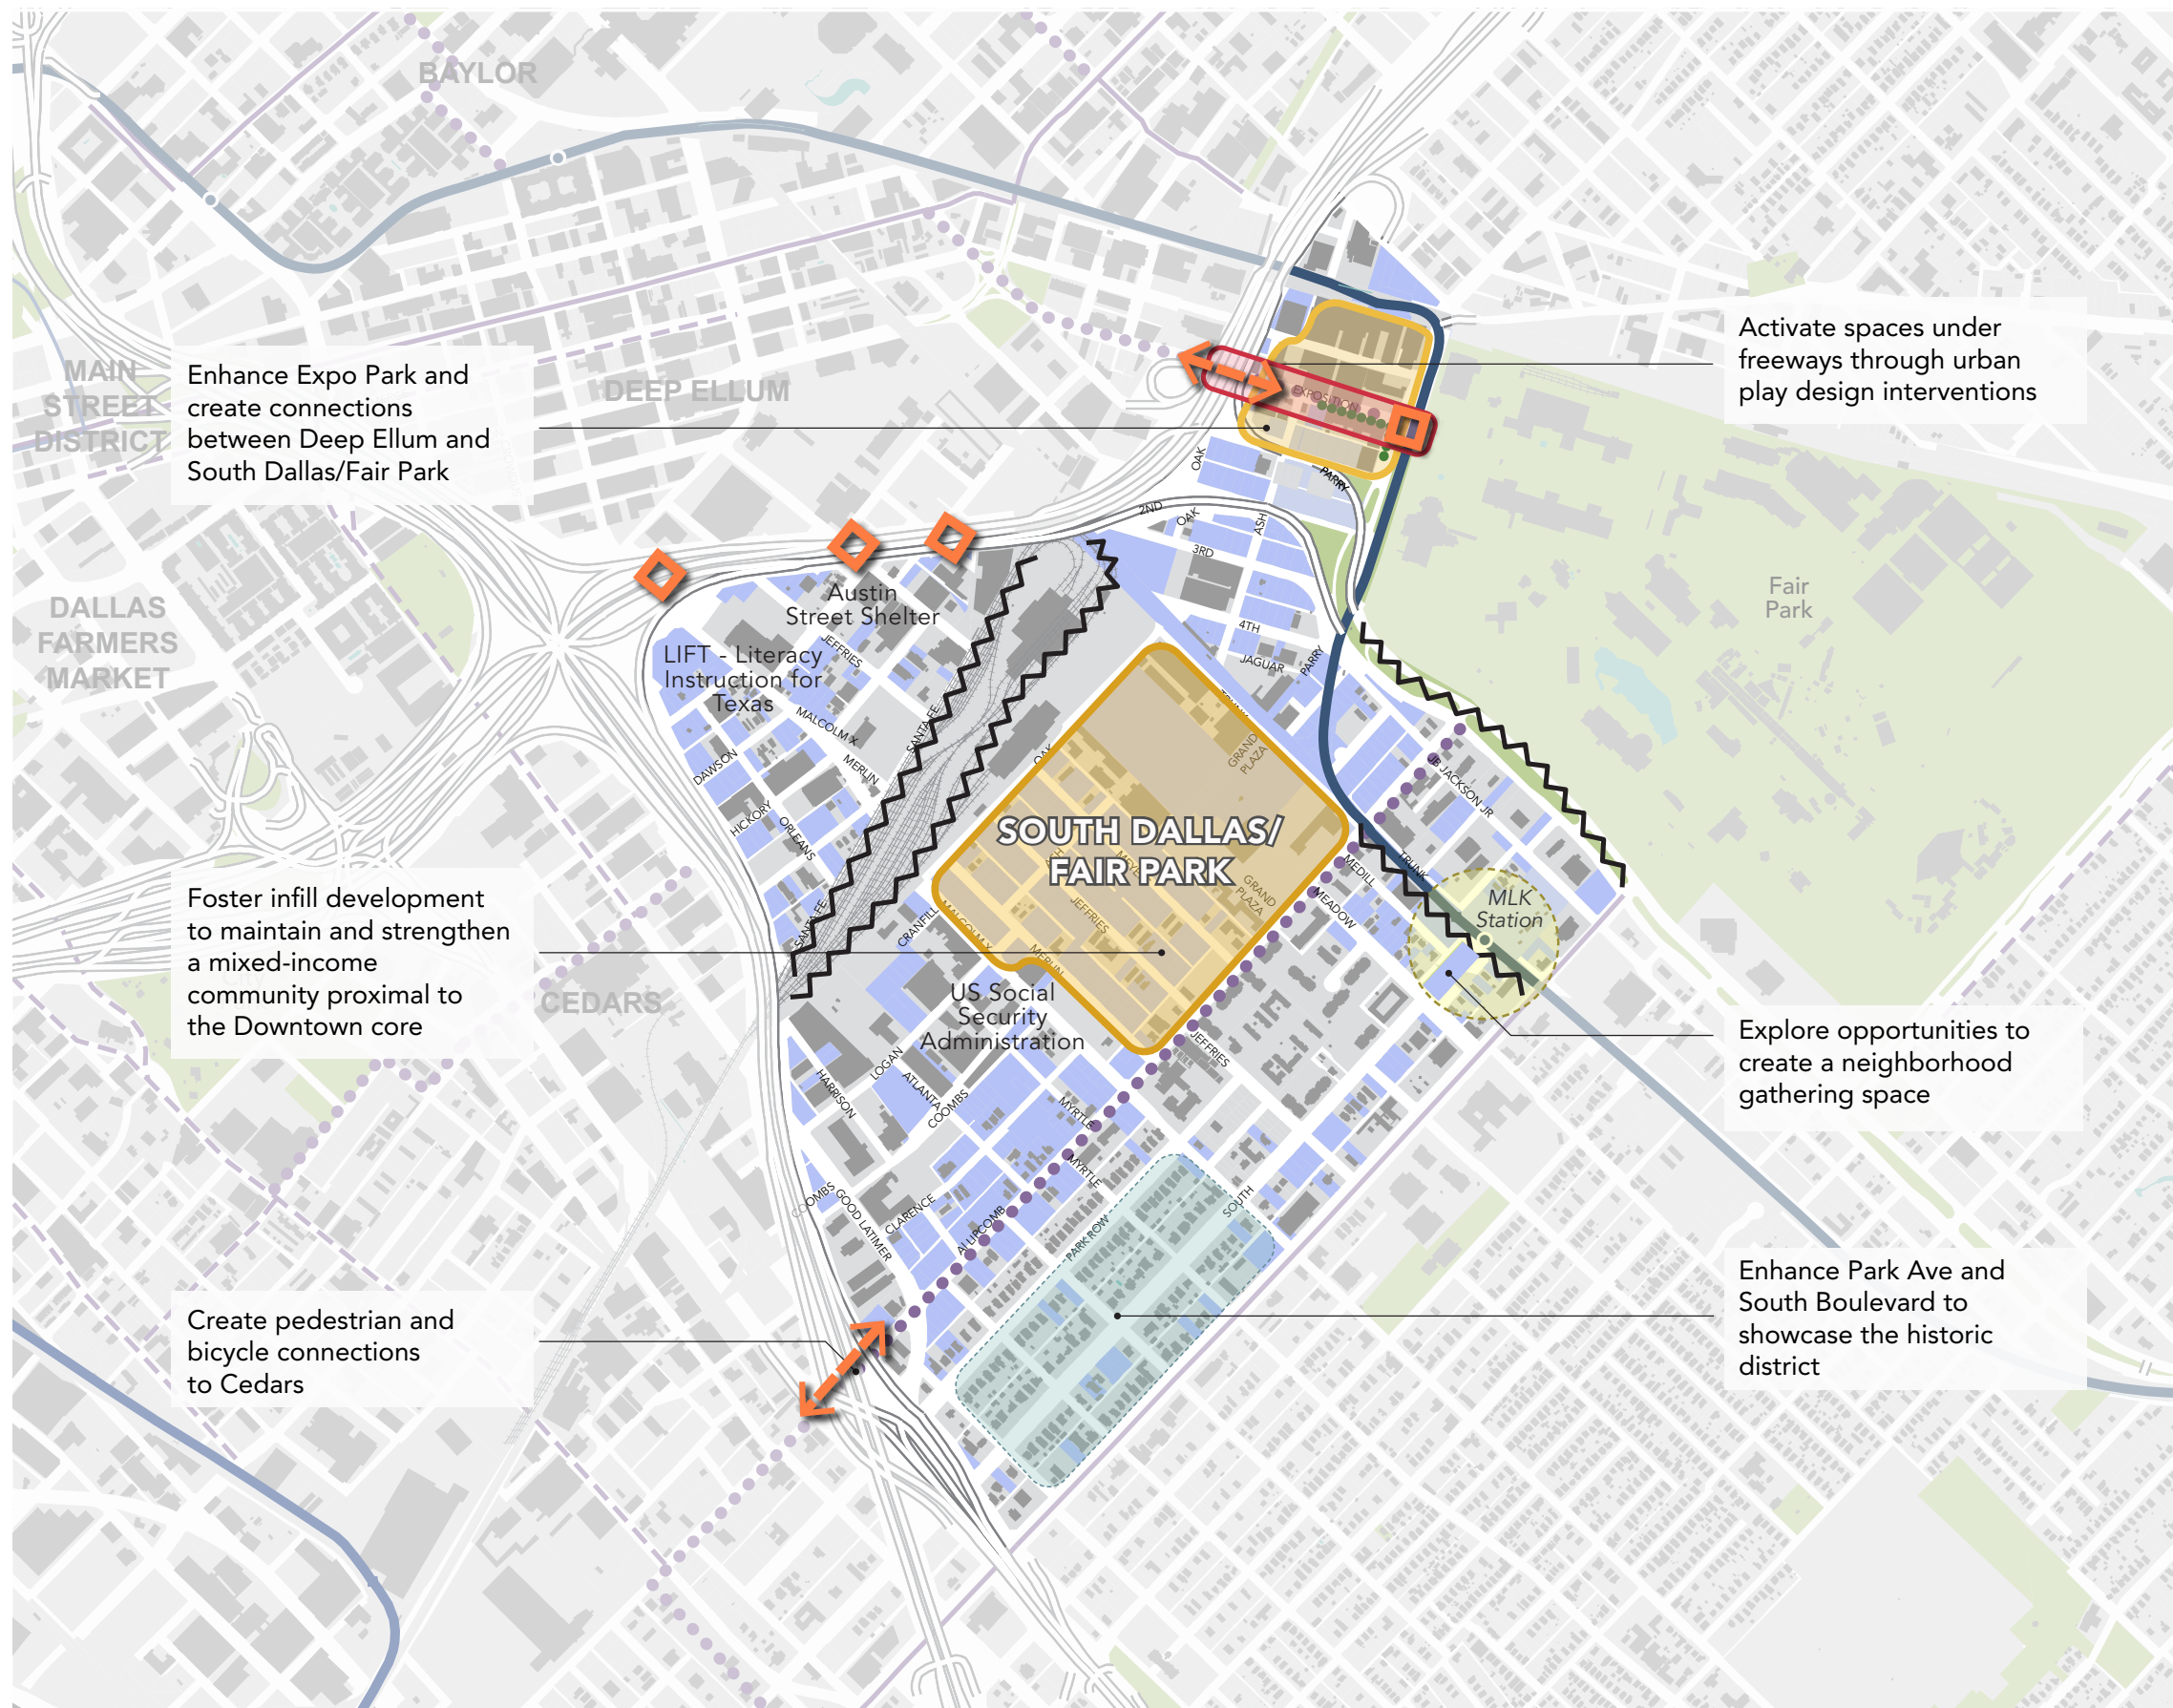 BAYLOR
MAIN
STREET
DISTRICT
Enhance Expo Park and
create connections
between Deep Ellum and
South Dallas/Fair Park
DEEP ELLUM
Activate spaces under
freeways through urban
play design interventions
EXPOSITION
OAK
PARRY
2ND
OAK
ASH
3RD
4TH
JAGUAR
PARRY
Fair
Park
DALLAS
FARMERS
MARKET
Austin
Street Shelter
JEFFRIES
LIFT - Literacy
Instruction for
Texas
MALCOLM X
SANTA FE
MERLIN
DAWSON
HICKORY
ORLEANS
OAK
GRAND
PLAZA
JB JACKSON JR
SOUTH DALLAS/
FAIR PARK
ASH
JEFFRIES
GRAND
PLAZA
MEDILL
TRUNK
MEADOW
MLK
Station
Foster infill development
to maintain and strengthen
a mixed-income
community proximal to
the Downtown core
SANTA FE
CRANFILL
MALCOLM X
MERLIN
CEDARS
US Social
Security
Administration
JEFFRIES
Explore opportunities to
create a neighborhood
gathering space
HARRISON
LOGAN
ATLANTA
COOMBS
MYRTLE
MYRTLE
COOMBS
GOOD LATIMER
CLARENCE
AL LIPCOMB
PARK ROW
SOUTH
Enhance Park Ave and
South Boulevard to
showcase the historic
district
Create pedestrian and
bicycle connections
to Cedars